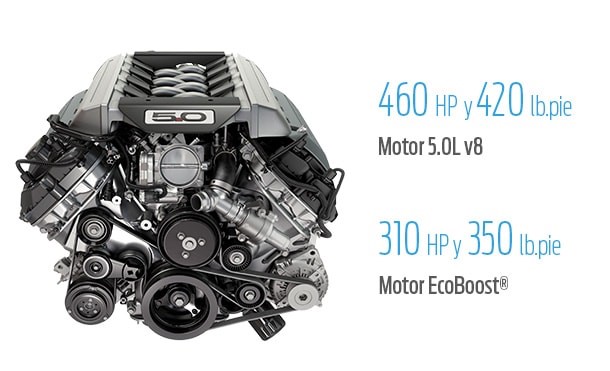 5.0
460 HP y 420 lb.pie
Motor 5.0L v8
310 HP y 350 lb.pie
Motor EcoBoost®